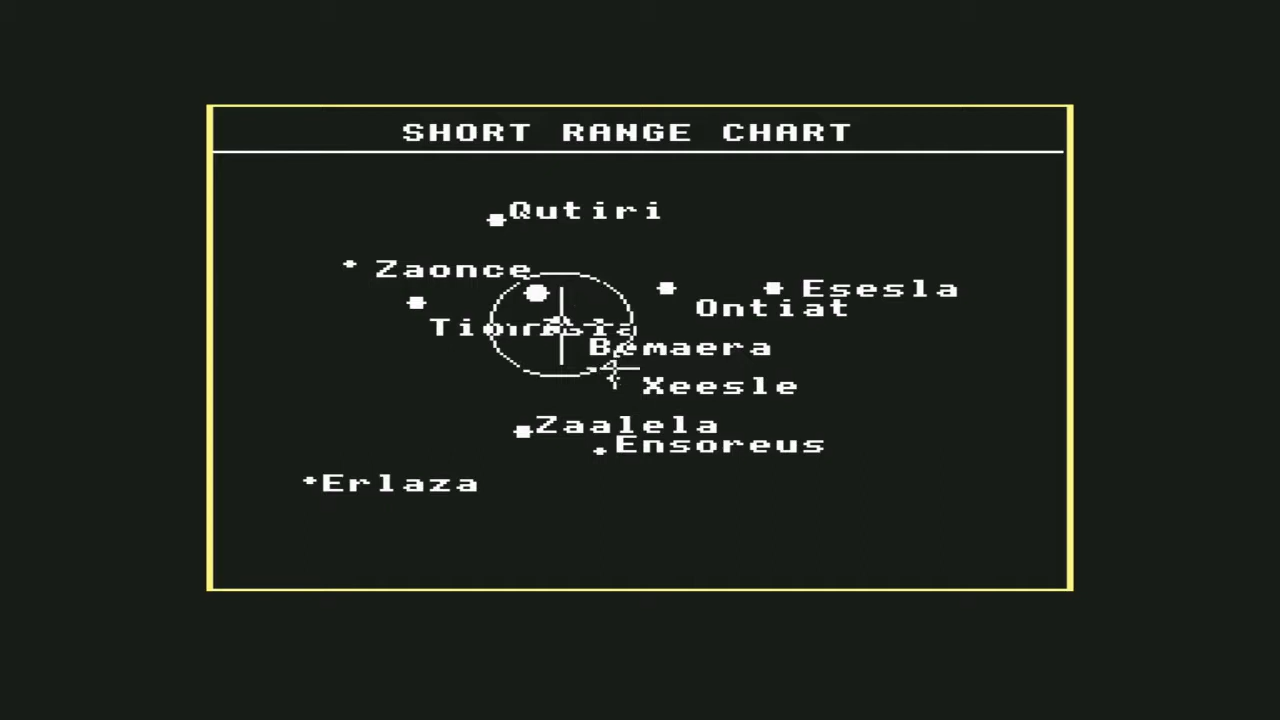 SHORT RANGE CHART
Qutiri
Zaonce
Esesla
Ontiat
Bemaera
Xeesle
Zaalela
Ensoreus
Erlaza